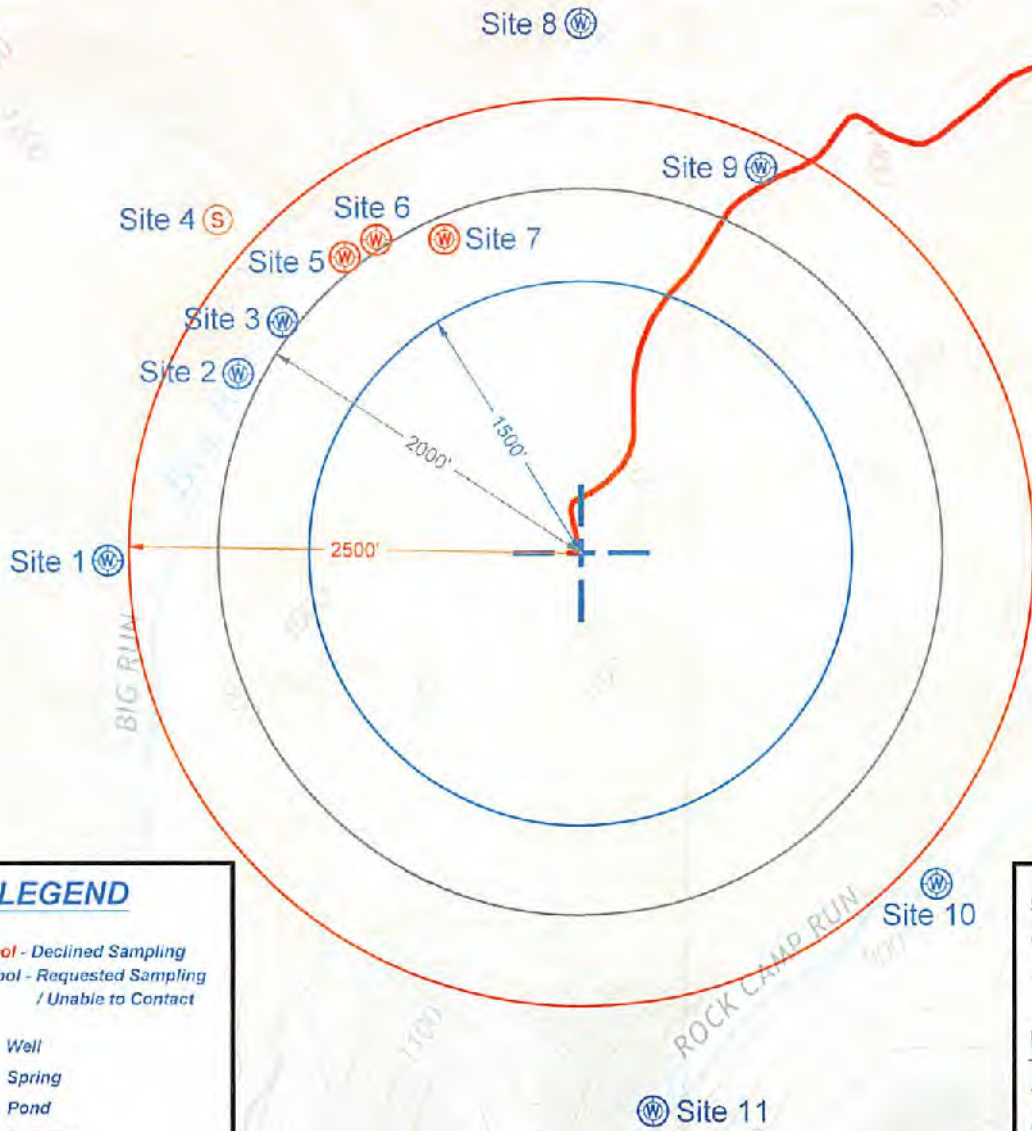 Site 8 W
Site 9 W
Site 4 S
Site 6
W
W Site 7
Site 5 W
Site 3 W
Site 2 W
1500'
2000'
2500'
Site 1 W
BIG RUN
LEGEND
ol - Declined Sampling
ol - Requested Sampling
/ Unable to Contact
Well
Spring
Pond
W
Site 10
ROCK CAMP RUN
1100
W Site 11